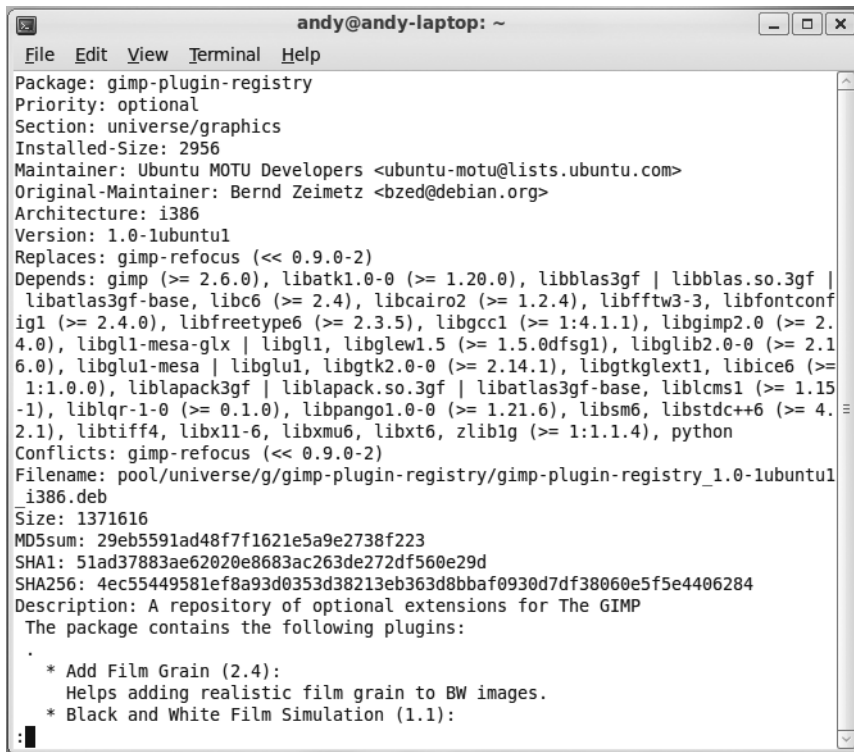 andy@andy-laptop: ~
File Edit View Terminal Help
Package: gimp-plugin-registry
Priority: optional
Section: universe/graphics
Installed-Size: 2956
Maintainer: Ubuntu MOTU Developers <ubuntu-motu@lists.ubuntu.com>
Original-Maintainer: Bernd Zeimetz <bzed@debian.org>
Architecture: i386
Version: 1.0-1ubuntu1
Replaces: gimp-refocus (<< 0.9.0-2)
Depends: gimp (>= 2.6.0), libatk1.0-0 (>= 1.20.0), libblas3gf | libblas.so.3gf |
 libatlas3gf-base, libc6 (>= 2.4), libcairo2 (>= 1.2.4), libfftw3-3, libfontconf
ig1 (>= 2.4.0), libfreetype6 (>= 2.3.5), libgcc1 (>= 1:4.1.1), libgimp2.0 (>= 2.
4.0), libgl1-mesa-glx | libgl1, libglew1.5 (>= 1.5.0dfsg1), libglib2.0-0 (>= 2.1
6.0), libglu1-mesa | libglu1, libgtk2.0-0 (>= 2.14.1), libgtkglext1, libice6 (>=
 1:1.0.0), liblapack3gf | liblapack.so.3gf | libatlas3gf-base, liblcms1 (>= 1.15
-1), liblqr-1-0 (>= 0.1.0), libpango1.0-0 (>= 1.21.6), libsm6, libstdc++6 (>= 4.
2.1), libtiff4, libx11-6, libxmu6, libxt6, zlib1g (>= 1:1.1.4), python
Conflicts: gimp-refocus (<< 0.9.0-2)
Filename: pool/universe/g/gimp-plugin-registry/gimp-plugin-registry_1.0-1ubuntu1
_i386.deb
Size: 1371616
MD5sum: 29eb5591ad48f7f1621e5a9e2738f223
SHA1: 51ad37883ae62020e8683ac263de272df560e29d
SHA256: 4ec55449581ef8a93d0353d38213eb363d8bbaf0930d7df38060e5f5e4406284
Description: A repository of optional extensions for The GIMP
 The package contains the following plugins:
 .
   * Add Film Grain (2.4):
     Helps adding realistic film grain to BW images.
   * Black and White Film Simulation (1.1):
: